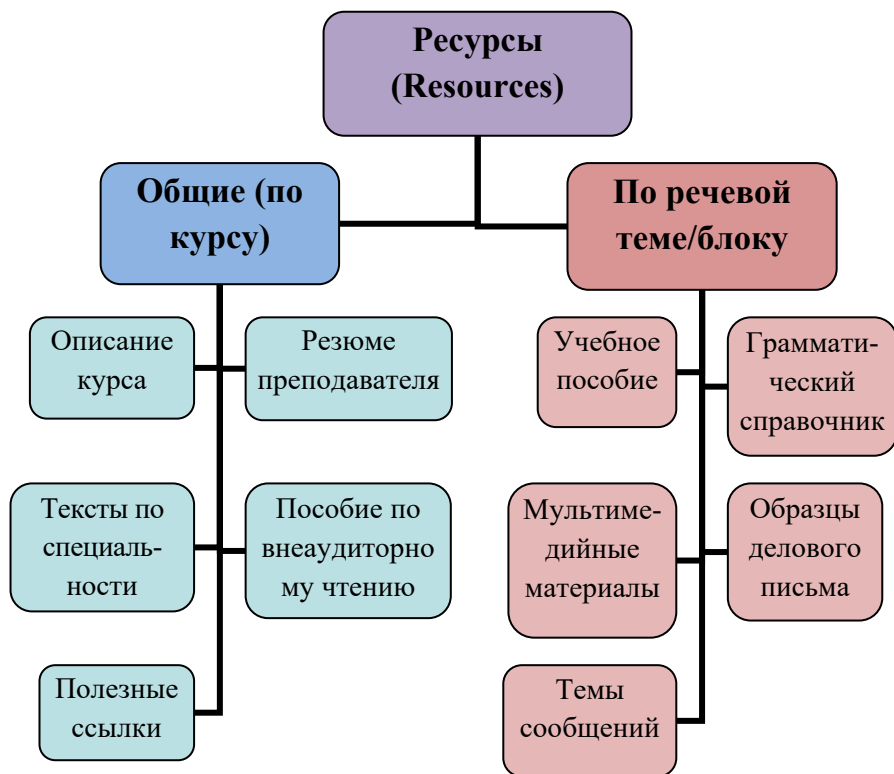 Ресурсы
(Resources)
Общие (по
курсу)
По речевой
теме/блоку
Описание
курса
Резюме
преподавателя
Учебное
пособие
Граммати-
ческий
справочник
Тексты по
специаль-
ности
Пособие по
внеаудиторно
му чтению
Мультиме-
дийные
материалы
Образцы
делового
письма
Полезные
ссылки
Темы
сообщений